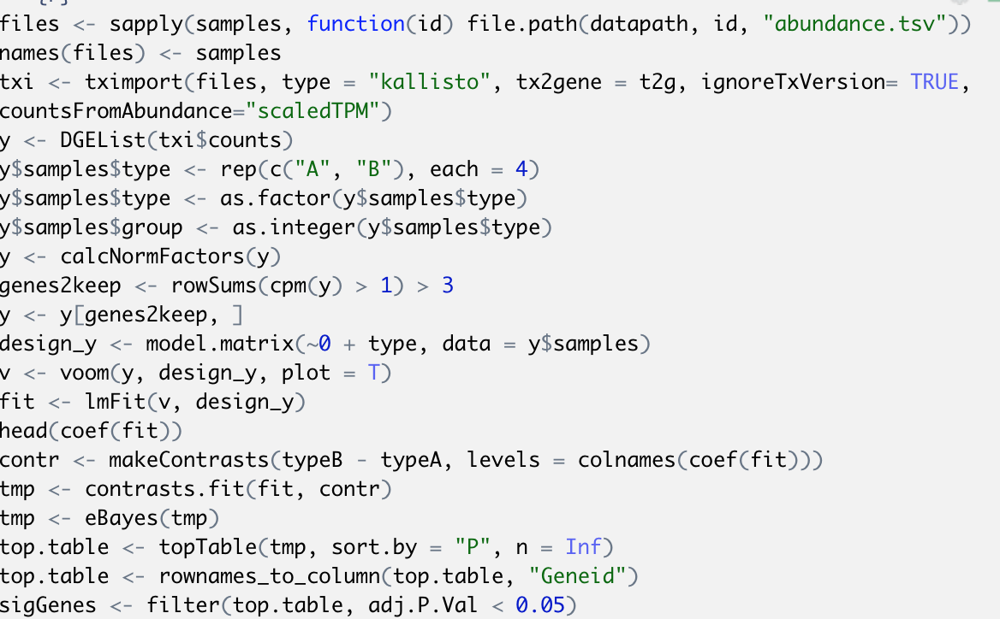 files <- sapply(samples, function(id) file.path(datapath, id, "abundance.tsv"))
names(files) <- samples
txi <- tximport(files, type = "kallisto", tx2gene = t2g, ignoreTxVersion= TRUE,
countsFromAbundance="scaledTPM")
y <- DGEList(txi$counts)
y$samples$type <- rep(c("A", "B"), each = 4)
y$samples$type <- as.factor(y$samples$type)
y$samples$group <- as.integer(y$samples$type)
y <- calcNormFactors(y)
genes2keep <- rowSums(cpm(y) > 1) > 3
y <- y[genes2keep, ]
design_y <- model.matrix(~0 + type, data = y$samples)
v <- voom(y, design_y, plot = T)
fit <- lmFit(v, design_y)
head(coef(fit))
contr <- makeContrasts(typeB - typeA, levels = colnames(coef(fit)))
tmp <- contrasts.fit(fit, contr)
tmp <- eBayes(tmp)
top.table <- topTable(tmp, sort.by = "P", n = Inf)
top.table <- rownames_to_column(top.table, "Geneid")
sigGenes <- filter(top.table, adj.P.Val < 0.05)